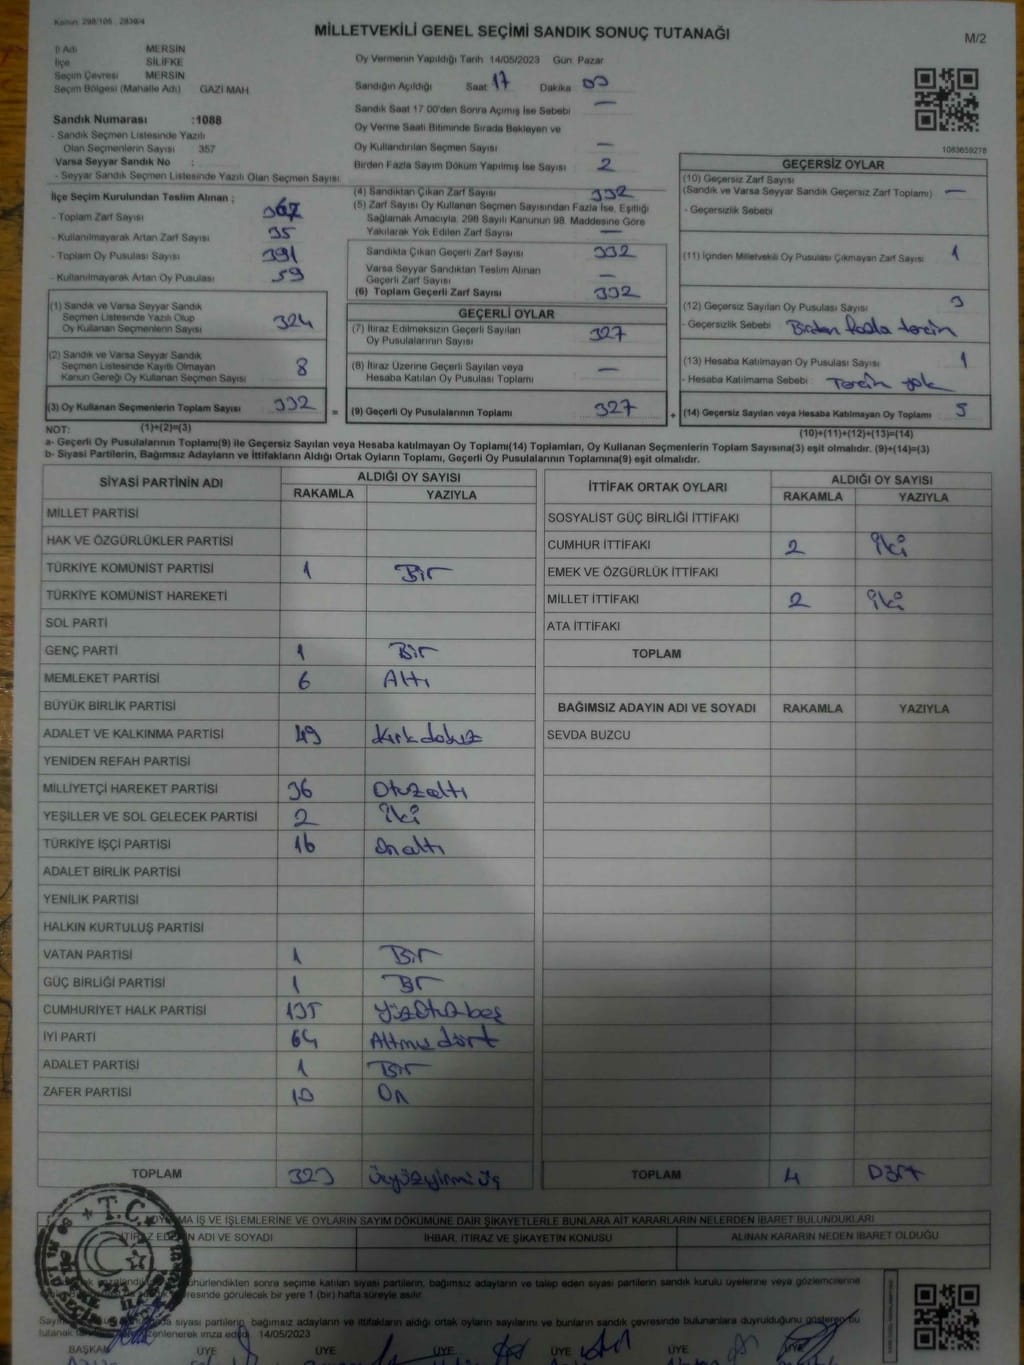 Kanun: 298/105 , 2839/4
MİLLETVEKİLİ GENEL SEÇİMİ SANDIK SONUÇ TUTANAĞI
M/2
İl Adı MERSİN
İlçe SİLİFKE
Seçim Çevresi MERSİN
Seçim Bölgesi (Mahalle Adı) GAZİ MAH
Sandık Numarası :1088
- Sandık Seçmen Listesinde Yazılı
Olan Seçmenlerin Sayısı 357
Varsa Seyyar Sandık No :
- Seyyar Sandık Seçmen Listesinde Yazılı Olan Seçmen Sayısı
Oy Vermenin Yapıldığı Tarih 14/05/2023 Gün. Pazar
Sandığın Açıldığı Saat 17 Dakika 00
Sandık Saat 17.00'den Sonra Açımış İse Sebebi —
Oy Verme Saati Bitiminde Sırada Bekleyen ve
Oy Kullandırılan Seçmen Sayısı —
Birden Fazla Sayım Döküm Yapılmış İse Sayısı 2
1083659278
İlçe Seçim Kurulundan Teslim Alınan ;
- Toplam Zarf Sayısı 367
- Kullanılmayarak Artan Zarf Sayısı 35
- Toplam Oy Pusulası Sayısı 391
- Kullanılmayarak Artan Oy Pusulası 59
(4) Sandıktan Çıkan Zarf Sayısı 332
(5) Zarf Sayısı Oy Kullanan Seçmen Sayısından Fazla İse, Eşitliği
Sağlamak Amacıyla, 298 Sayılı Kanunun 98. Maddesine Göre
Yakılarak Yok Edilen Zarf Sayısı —
Sandıkta Çıkan Geçerli Zarf Sayısı 332
Varsa Seyyar Sandıktan Teslim Alınan
Geçerli Zarf Sayısı —
(6) Toplam Geçerli Zarf Sayısı 332
GEÇERSİZ OYLAR
(10) Geçersiz Zarf Sayısı
(Sandık ve Varsa Seyyar Sandık Geçersiz Zarf Toplamı) —
- Geçersizlik Sebebi
(11) İçinden Milletvekili Oy Pusulası Çıkmayan Zarf Sayısı 1
(12) Geçersiz Sayılan Oy Pusulası Sayısı 3
- Geçersizlik Sebebi Birden fazla tercih
(13) Hesaba Katılmayan Oy Pusulası Sayısı 1
- Hesaba Katılmama Sebebi Tercih yok
(14) Geçersiz Sayılan veya Hesaba Katılmayan Oy Toplamı 5
(10)+(11)+(12)+(13)=(14)
(1) Sandık ve Varsa Seyyar Sandık
Seçmen Listesinde Yazılı Olup
Oy Kullanan Seçmenlerin Sayısı 324
(2) Sandık ve Varsa Seyyar Sandık
Seçmen Listesinde Kayıtlı Olmayan
Kanun Gereği Oy Kullanan Seçmen Sayısı 8
(3) Oy Kullanan Seçmenlerin Toplam Sayısı 332
(1)+(2)=(3)
GEÇERLİ OYLAR
(7) İtiraz Edilmeksizin Geçerli Sayılan
Oy Pusulalarının Sayısı 327
(8) İtiraz Üzerine Geçerli Sayılan veya
Hesaba Katılan Oy Pusulası Toplamı —
= (9) Geçerli Oy Pusulalarının Toplamı 327 +
NOT:
a- Geçerli Oy Pusulalarının Toplamı(9) ile Geçersiz Sayılan veya Hesaba katılmayan Oy Toplamı(14) Toplamları, Oy Kullanan Seçmenlerin Toplam Sayısına(3) eşit olmalıdır. (9)+(14)=(3)
b- Siyasi Partilerin, Bağımsız Adayların ve İttifakların Aldığı Ortak Oyların Toplamı, Geçerli Oy Pusulalarının Toplamına(9) eşit olmalıdır.
SİYASİ PARTİNİN ADI ALDIĞI OY SAYISI
RAKAMLA YAZIYLA
MİLLET PARTİSİ
HAK VE ÖZGÜRLÜKLER PARTİSİ
TÜRKİYE KOMÜNİST PARTİSİ 1 Bir
TÜRKİYE KOMÜNİST HAREKETİ
SOL PARTİ
GENÇ PARTİ 1 Bir
MEMLEKET PARTİSİ 6 Altı
BÜYÜK BİRLİK PARTİSİ
ADALET VE KALKINMA PARTİSİ 49 Kırkdokuz
YENİDEN REFAH PARTİSİ
MİLLİYETÇİ HAREKET PARTİSİ 36 Otuzaltı
YEŞİLLER VE SOL GELECEK PARTİSİ 2 İki
TÜRKİYE İŞÇİ PARTİSİ 16 Onaltı
ADALET BİRLİK PARTİSİ
YENİLİK PARTİSİ
HALKIN KURTULUŞ PARTİSİ
VATAN PARTİSİ 1 Bir
GÜÇ BİRLİĞİ PARTİSİ 1 Bir
CUMHURİYET HALK PARTİSİ 135 Yüzotuzbeş
İYİ PARTİ 64 Altmışdört
ADALET PARTİSİ 1 Bir
ZAFER PARTİSİ 10 On
TOPLAM 323 Üçyüzyirmiüç
İTTİFAK ORTAK OYLARI ALDIĞI OY SAYISI
RAKAMLA YAZIYLA
SOSYALİST GÜÇ BİRLİĞİ İTTİFAKI
CUMHUR İTTİFAKI 2 İki
EMEK VE ÖZGÜRLÜK İTTİFAKI
MİLLET İTTİFAKI 2 İki
ATA İTTİFAKI
TOPLAM
BAĞIMSIZ ADAYIN ADI VE SOYADI RAKAMLA YAZIYLA
SEVDA BUZCU
TOPLAM 4 Dört
MA İŞ VE İŞLEMLERİNE VE OYLARIN SAYIM DÖKÜMÜNE DAİR ŞİKAYETLERLE BUNLARA AİT KARARLARIN NELERDEN İBARET BULUNDUKLARI
İTİRAZ EDENİN ADI VE SOYADI İHBAR, İTİRAZ VE ŞİKAYETİN KONUSU ALINAN KARARIN NEDEN İBARET OLDUĞU
T.C.
sonra seçime katılan siyasi partilerin, bağımsız adayların ve talep eden siyasi partilerin sandık kurulu üyelerine veya gözlemcilerine
görülecek bir yere 1 (bir) hafta süreyle asılır
siyasi partilerin, bağımsız adayların ve ittifakların aldığı ortak oyların sayılarını ve bunların sandık çevresinde bulunanlara duyrulduğunu gösteren bu
tutanak düzenlenerek imza edildi. 14/05/2023
BAŞKAN ÜYE ÜYE ÜYE ÜYE ÜYE ÜYE